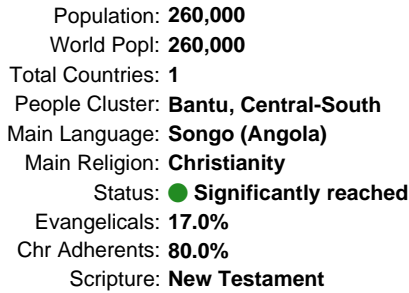 Population: 260,000
World Popl: 260,000
Total Countries: 1
People Cluster: Bantu, Central-South
Main Language: Songo (Angola)
Main Religion: Christianity
Status: Significantly reached
Evangelicals: 17.0%
Chr Adherents: 80.0%
Scripture: New Testament